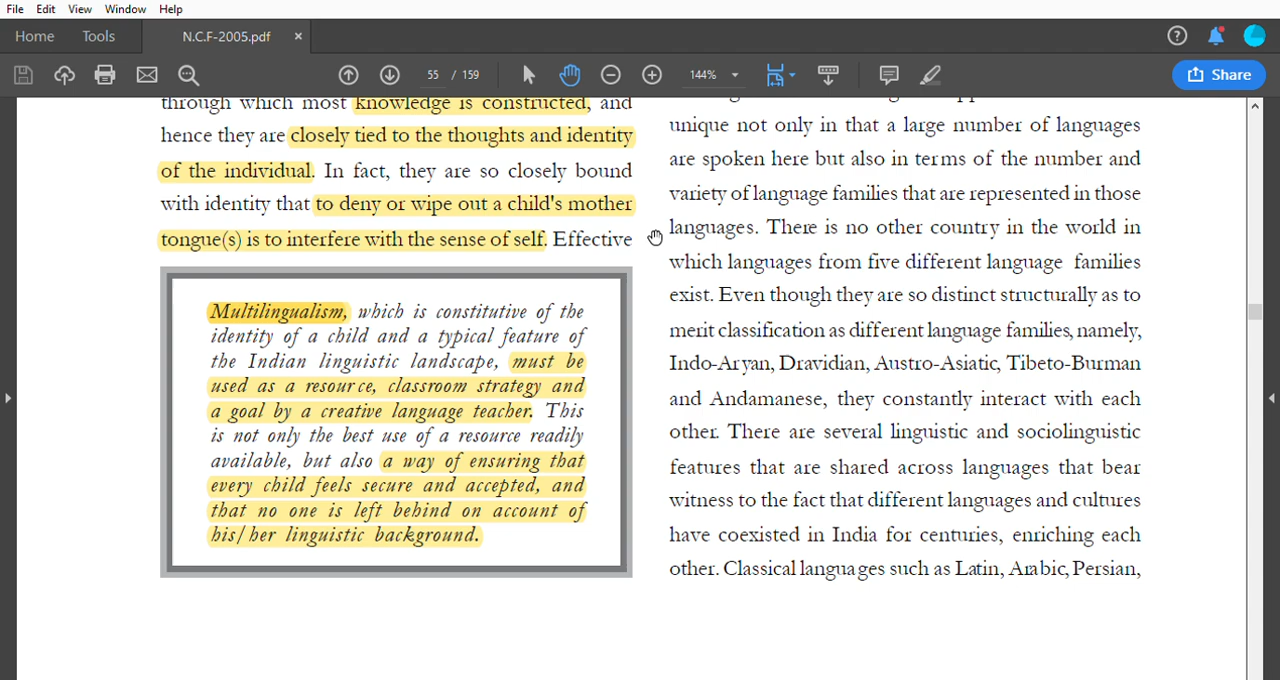 File Edit View Window Help
Home Tools N.C.F-2005.pdf ×
55 / 159 144% Share
through which most knowledge is constructed, and
hence they are closely tied to the thoughts and identity
of the individual. In fact, they are so closely bound
with identity that to deny or wipe out a child's mother
tongue(s) is to interfere with the sense of self. Effective
Multilingualism, which is constitutive of the
identity of a child and a typical feature of
the Indian linguistic landscape, must be
used as a resource, classroom strategy and
a goal by a creative language teacher. This
is not only the best use of a resource readily
available, but also a way of ensuring that
every child feels secure and accepted, and
that no one is left behind on account of
his/her linguistic background.
unique not only in that a large number of languages
are spoken here but also in terms of the number and
variety of language families that are represented in those
languages. There is no other country in the world in
which languages from five different language families
exist. Even though they are so distinct structurally as to
merit classification as different language families, namely,
Indo-Aryan, Dravidian, Austro-Asiatic, Tibeto-Burman
and Andamanese, they constantly interact with each
other. There are several linguistic and sociolinguistic
features that are shared across languages that bear
witness to the fact that different languages and cultures
have coexisted in India for centuries, enriching each
other. Classical languages such as Latin, Arabic, Persian,